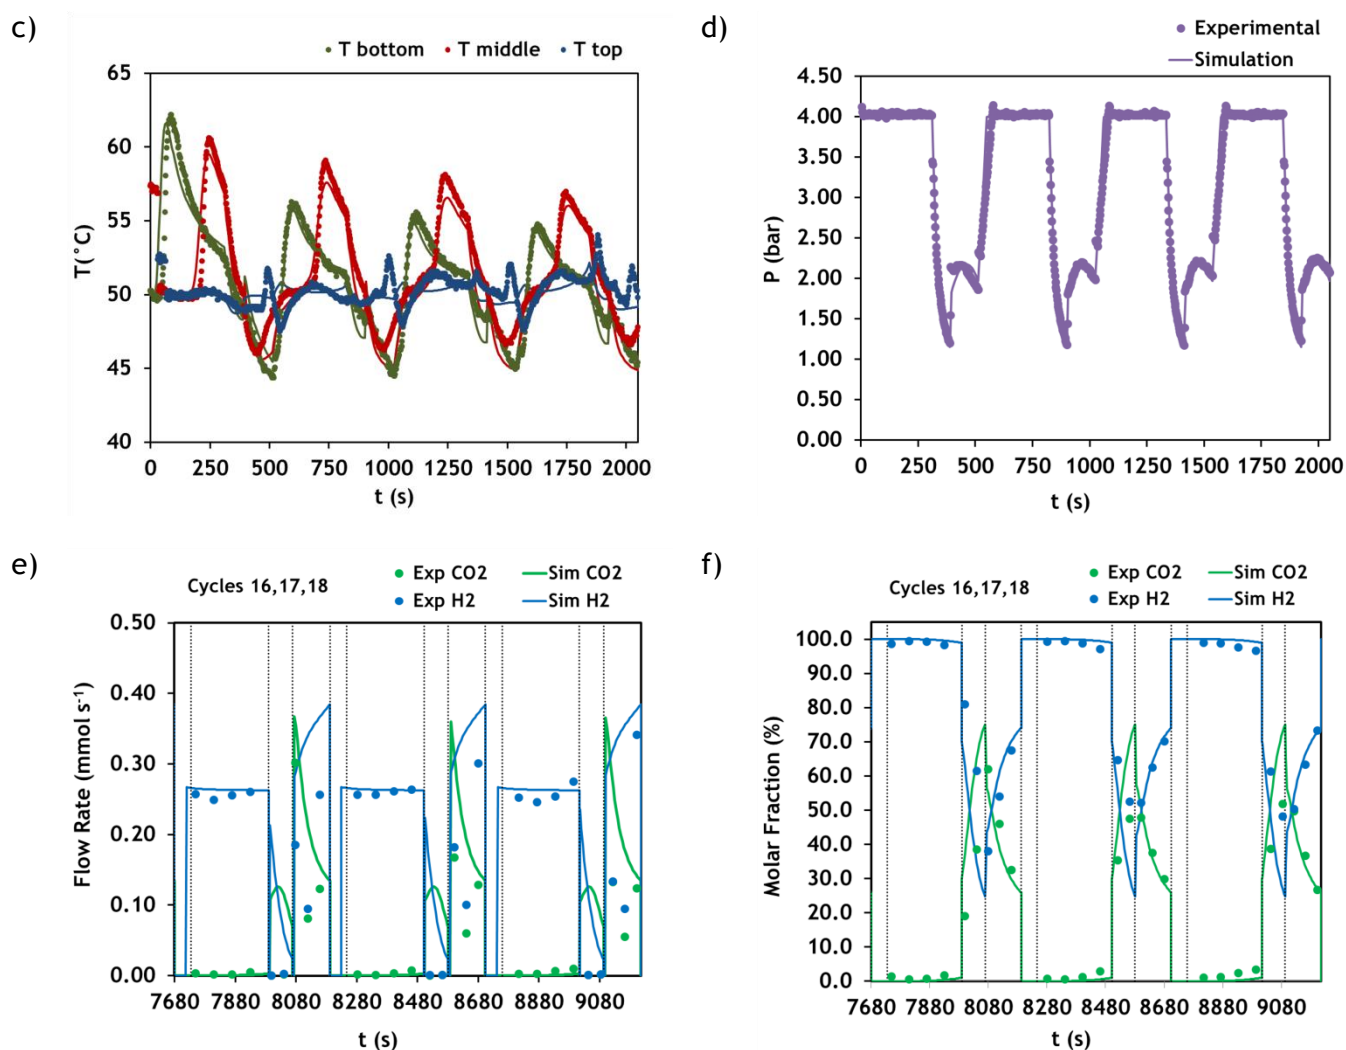 c)
T bottom T middle T top
65
60
55
50
45
40
T(˚C)
0 250 500 750 1000 1250 1500 1750 2000
t (s)
d)
Experimental
Simulation
4.50
4.00
3.50
3.00
2.50
2.00
1.50
1.00
0.00
P (bar)
0 250 500 750 1000 1250 1500 1750 2000
t (s)
e)
Cycles 16,17,18
Exp CO2 Sim CO2
Exp H2 Sim H2
0.50
0.40
0.30
0.20
0.10
0.00
Flow Rate (mmol s⁻¹)
7680 7880 8080 8280 8480 8680 8880 9080
t (s)
f)
Cycles 16,17,18
Exp CO2 Sim CO2
Exp H2 Sim H2
100.0
90.0
80.0
70.0
60.0
50.0
40.0
30.0
20.0
10.0
0.0
Molar Fraction (%)
7680 7880 8080 8280 8480 8680 8880 9080
t (s)